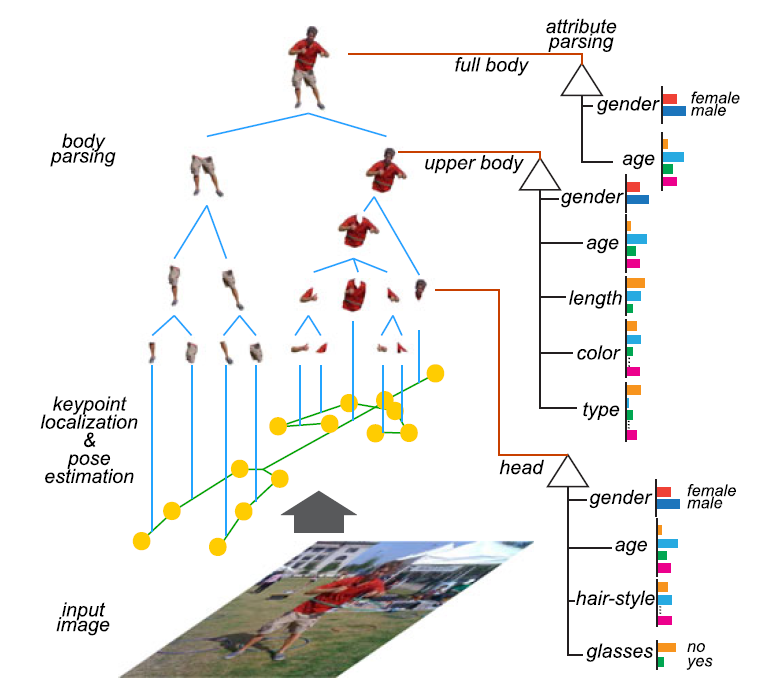 attribute
parsing
full body
gender
female
male
age
body
parsing
upper body
gender
age
length
color
type
keypoint
localization
&
pose
estimation
head
gender
female
male
age
hair-style
glasses
no
yes
input
image